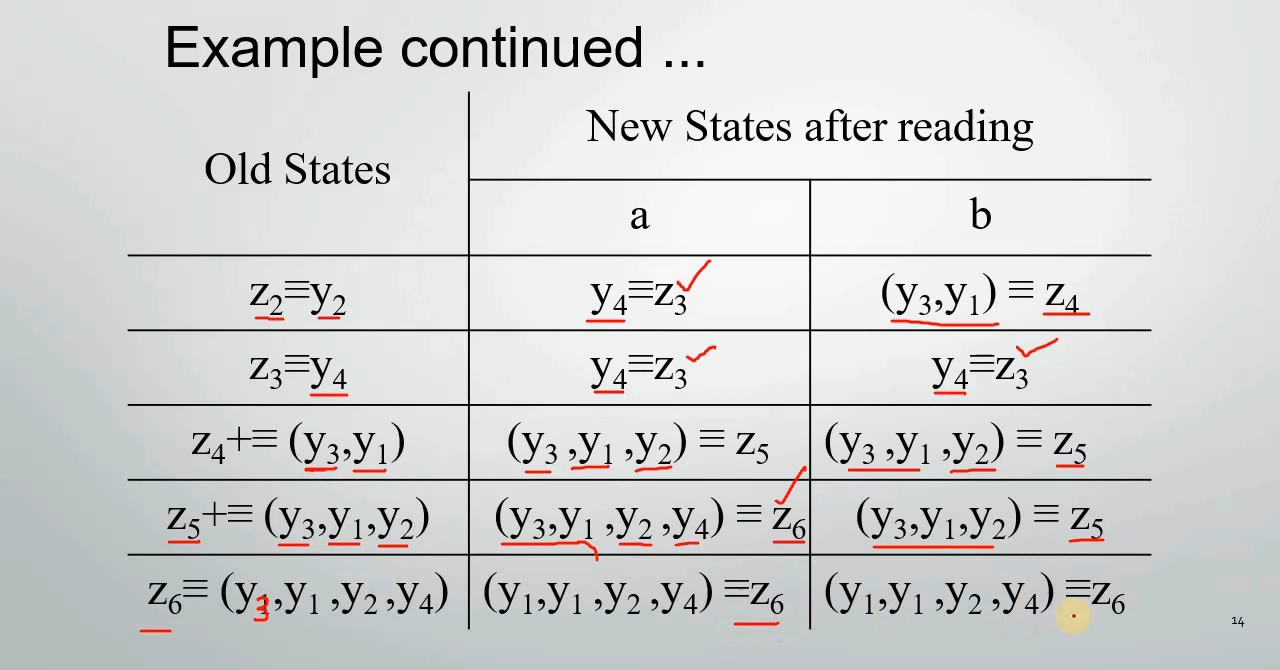 Example continued ...
New States after reading
Old States
a b
z₂≡y₂ y₄≡z₃ (y₃,y₁) ≡ z₄
z₃≡y₄ y₄≡z₃ y₄≡z₃
z₄+≡ (y₃,y₁) (y₃ ,y₁ ,y₂) ≡ z₅ (y₃ ,y₁ ,y₂) ≡ z₅
z₅+≡ (y₃,y₁,y₂) (y₃,y₁ ,y₂ ,y₄) ≡ z₆ (y₃,y₁,y₂) ≡ z₅
z₆≡ (y₃,y₁ ,y₂ ,y₄) (y₁,y₁ ,y₂ ,y₄) ≡z₆ (y₁,y₁ ,y₂ ,y₄) ≡z₆
14